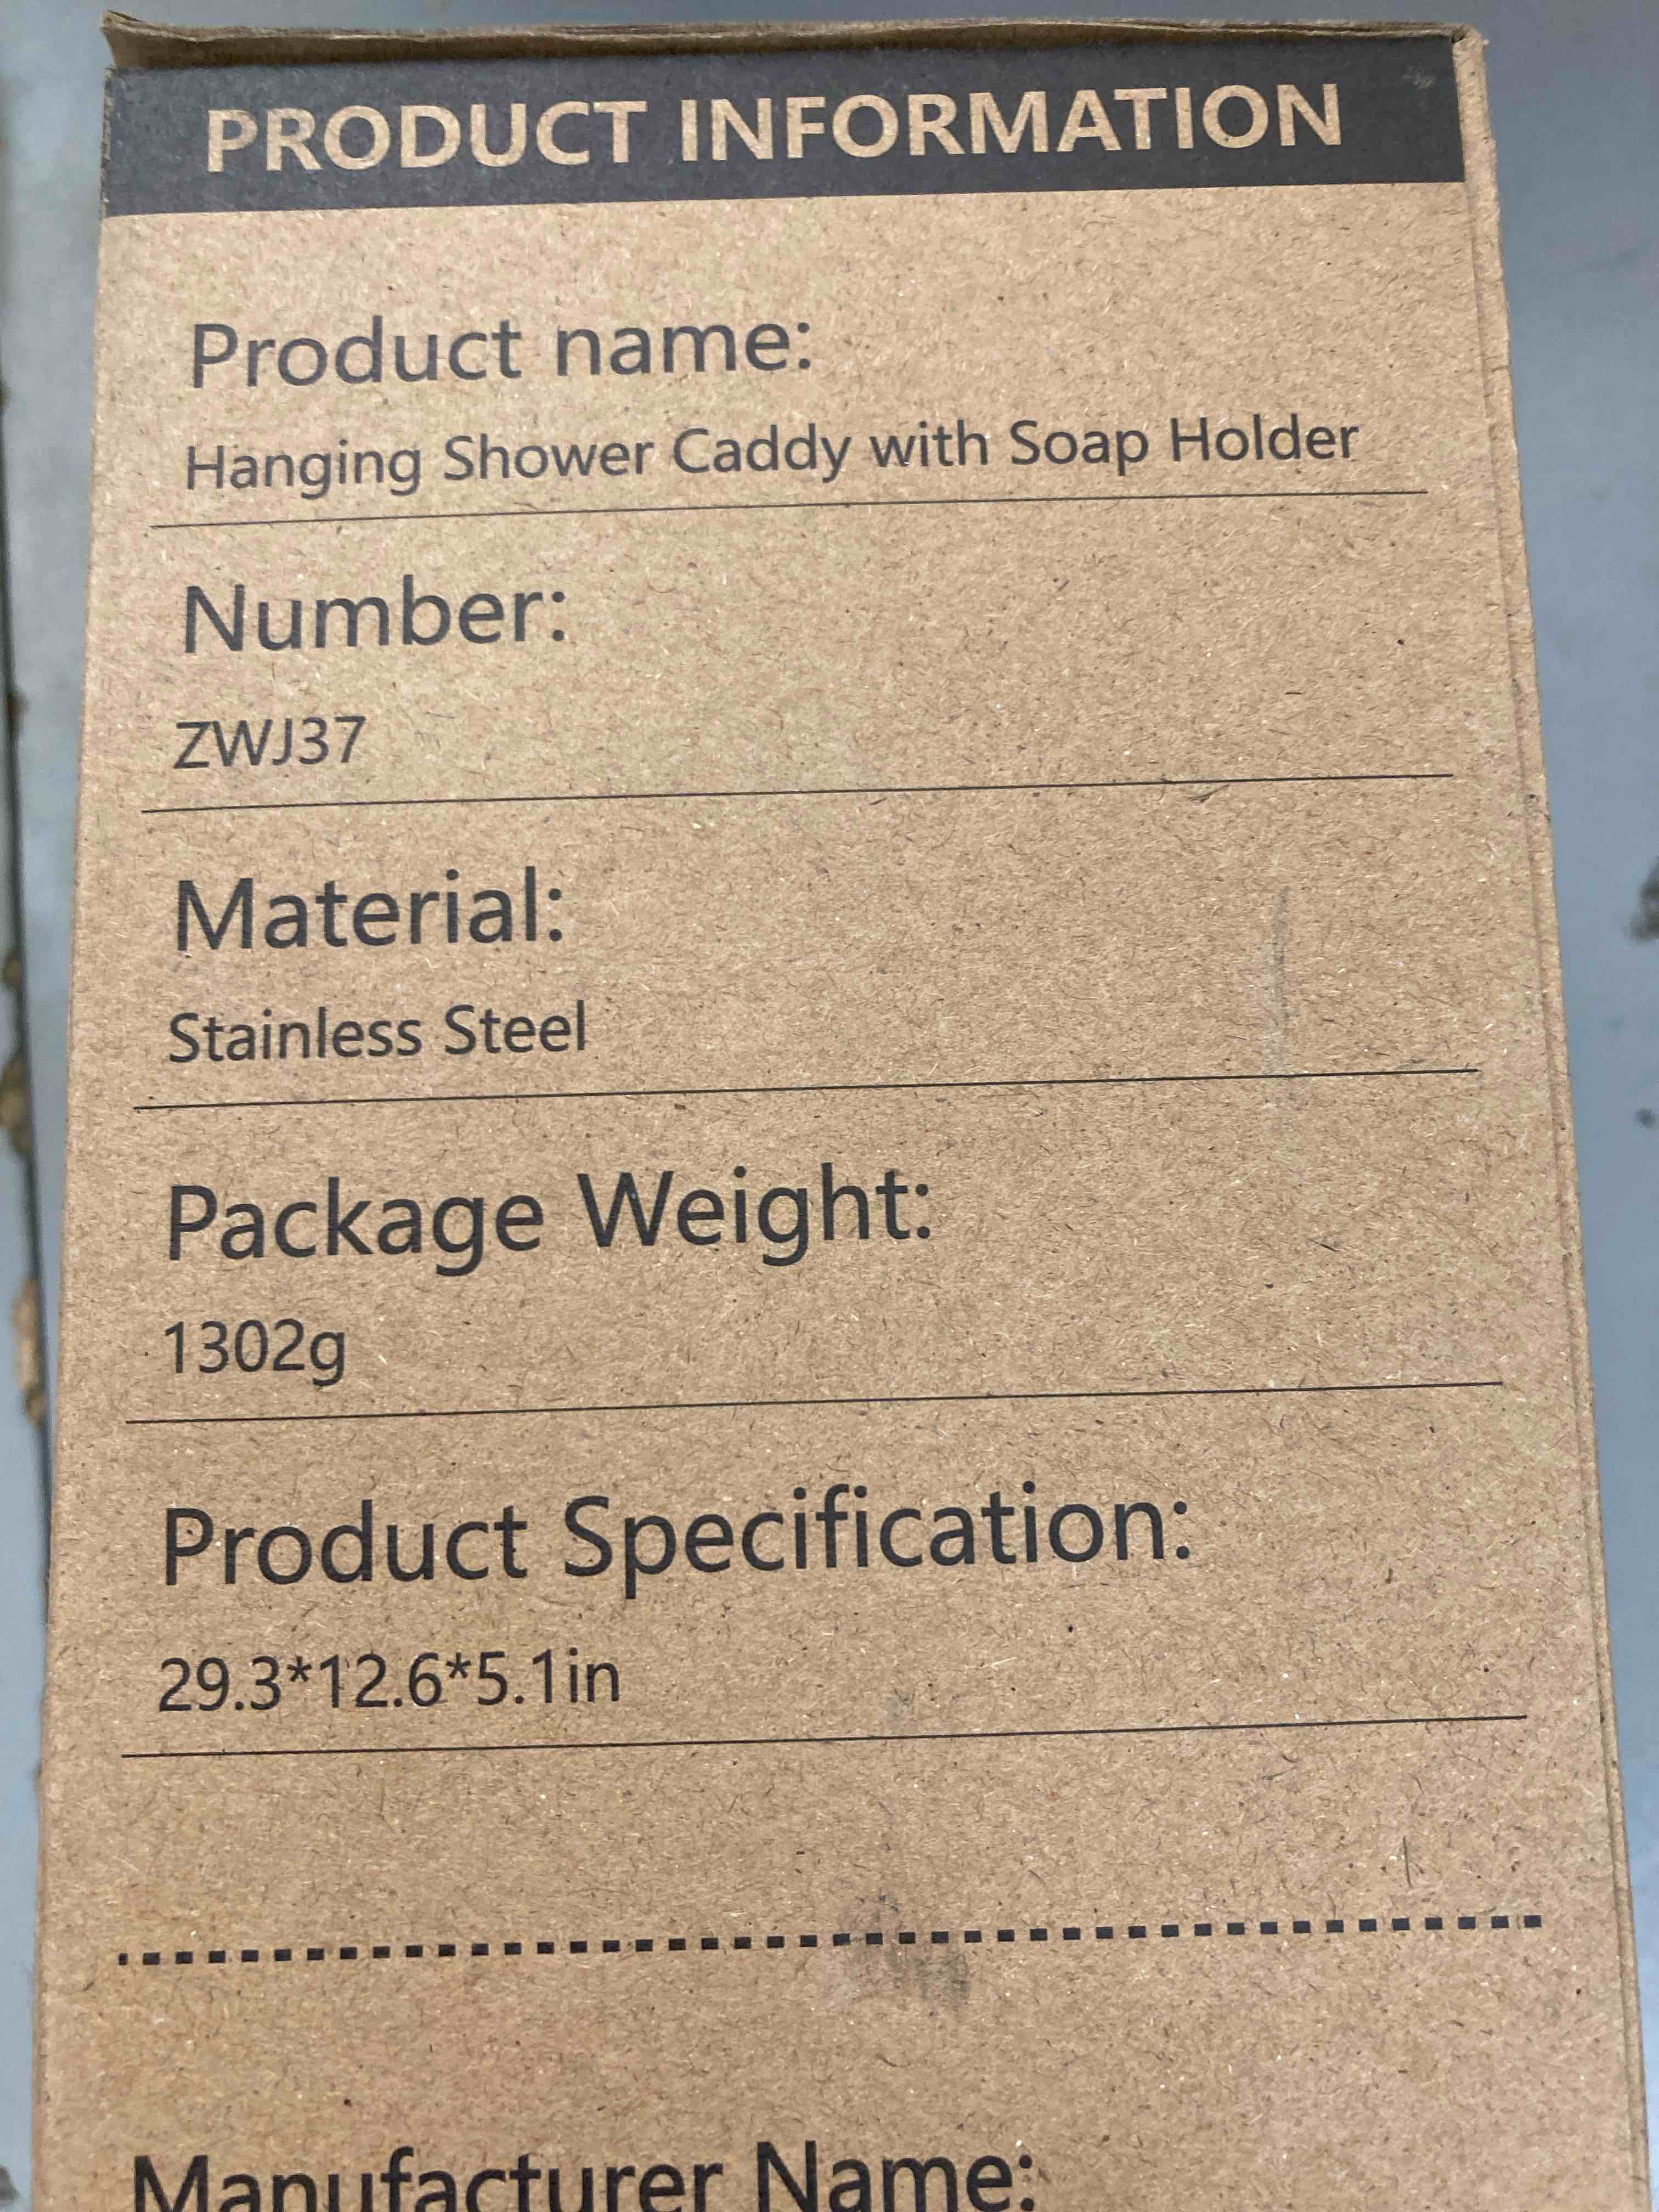 PRODUCT INFORMATION
Product name:
Hanging Shower Caddy with Soap Holder
Number:
ZWJ37
Material:
Stainless Steel
Package Weight:
1302g
Product Specification:
29.3*12.6*5.1in
Manufacturer Name: